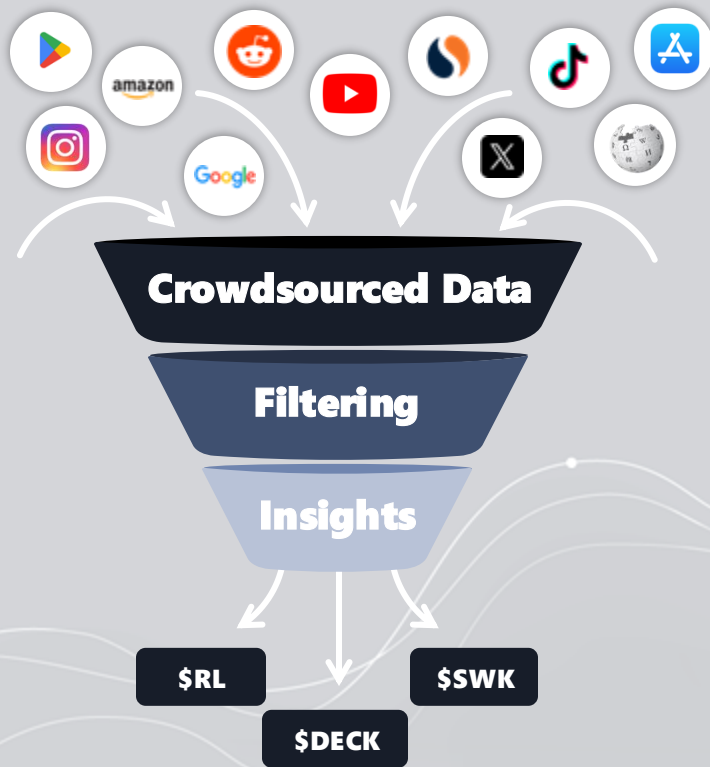 amazon
Google
Crowdsourced Data
Filtering
Insights
$RL
$SWK
$DECK